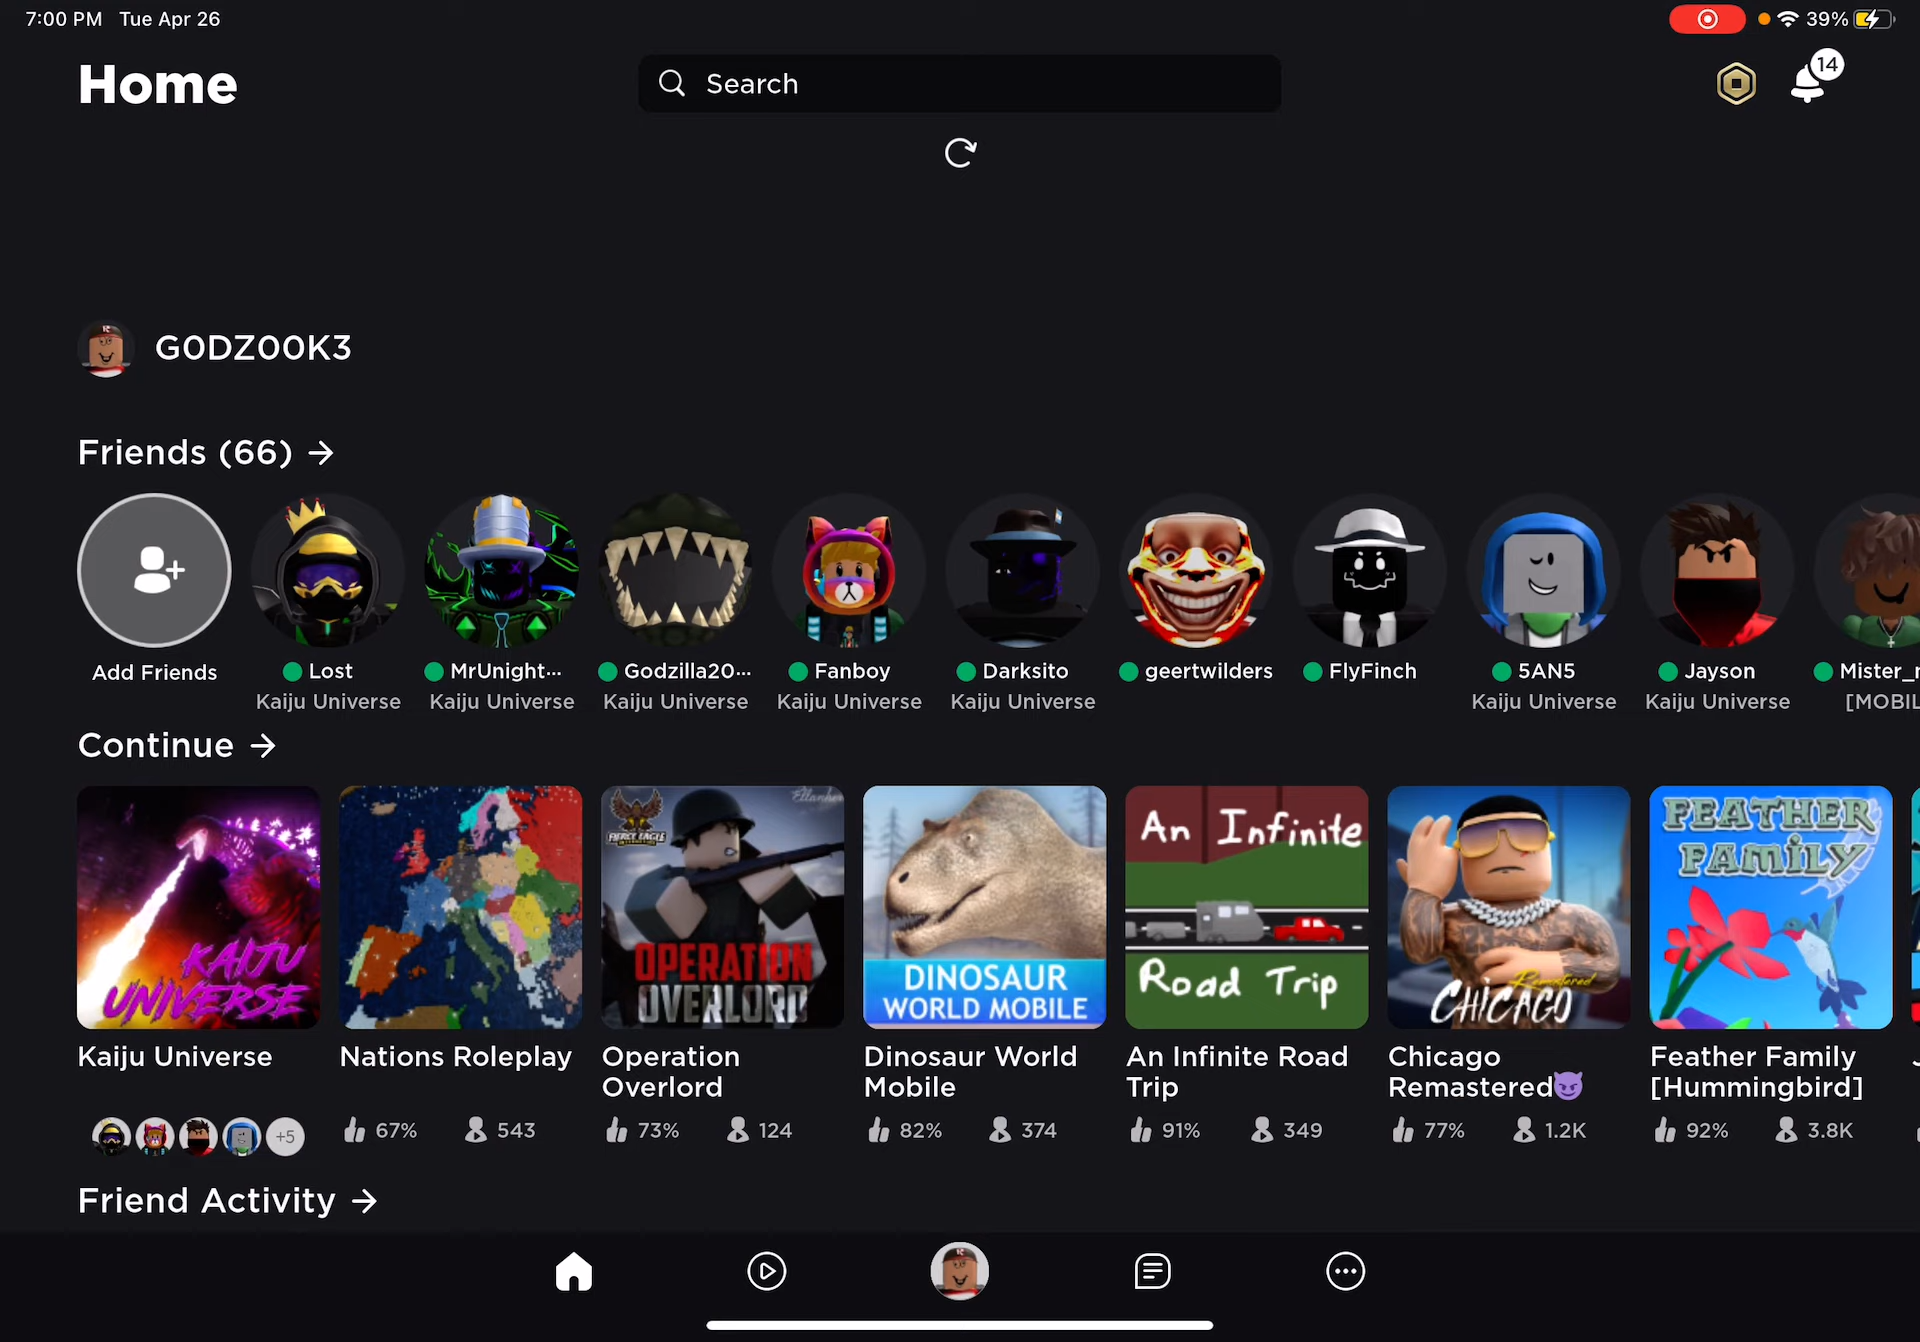 7:00 PM Tue Apr 26
39%
Home
Search
14
G0DZ00K3
Friends (66)
Add Friends
Lost
Kaiju Universe
MrUnight...
Kaiju Universe
Godzilla20...
Kaiju Universe
Fanboy
Kaiju Universe
Darksito
Kaiju Universe
geertwilders
FlyFinch
5AN5
Kaiju Universe
Jayson
Kaiju Universe
Mister_
[MOBIL
Continue
KAIJU
UNIVERSE
FIERCE EAGLE
OPERATION
OVERLORD
DINOSAUR
WORLD MOBILE
An Infinite
Road Trip
Remastered
CHICAGO
FEATHER
FAMILY
Kaiju Universe
+5
Nations Roleplay
67% 543
Operation
Overlord
73% 124
Dinosaur World
Mobile
82% 374
An Infinite Road
Trip
91% 349
Chicago
Remastered😈
77% 1.2K
Feather Family
[Hummingbird]
92% 3.8K
Friend Activity